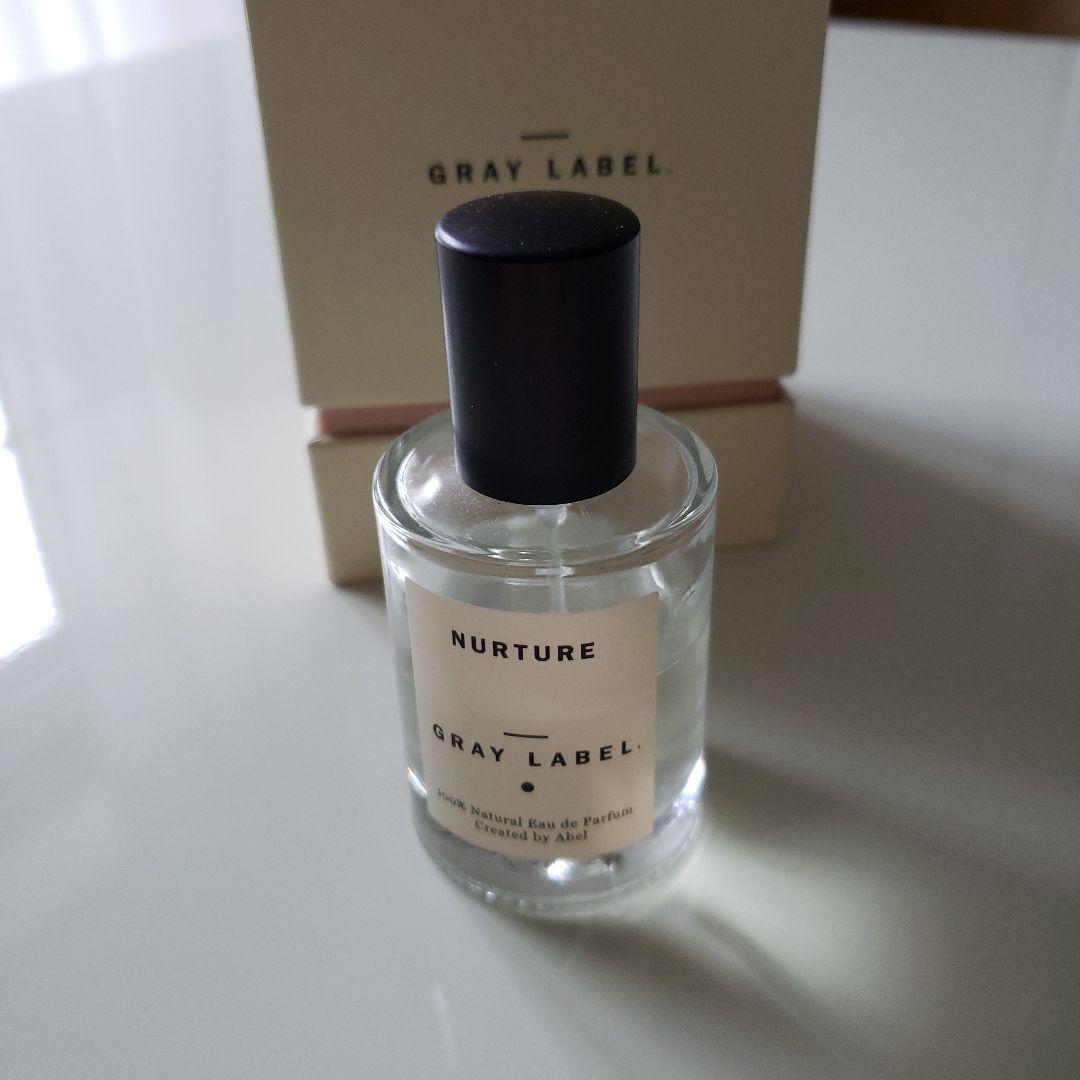 GRAY LABEL.
NURTURE
GRAY LABEL.
100% Natural Eau de Parfum
Created by Abel